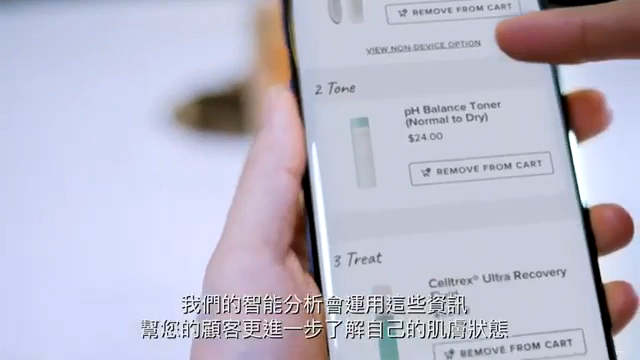 REMOVE FROM CART
VIEW NON-DEVICE OPTION
2 Tone
pH Balance Toner
(Normal to Dry)
$24.00
REMOVE FROM CART
3 Treat
Celltrex® Ultra Recovery
我們的智能分析會運用這些資訊
幫您的顧客更進一步了解自己的肌膚狀態
REMOVE FROM CART